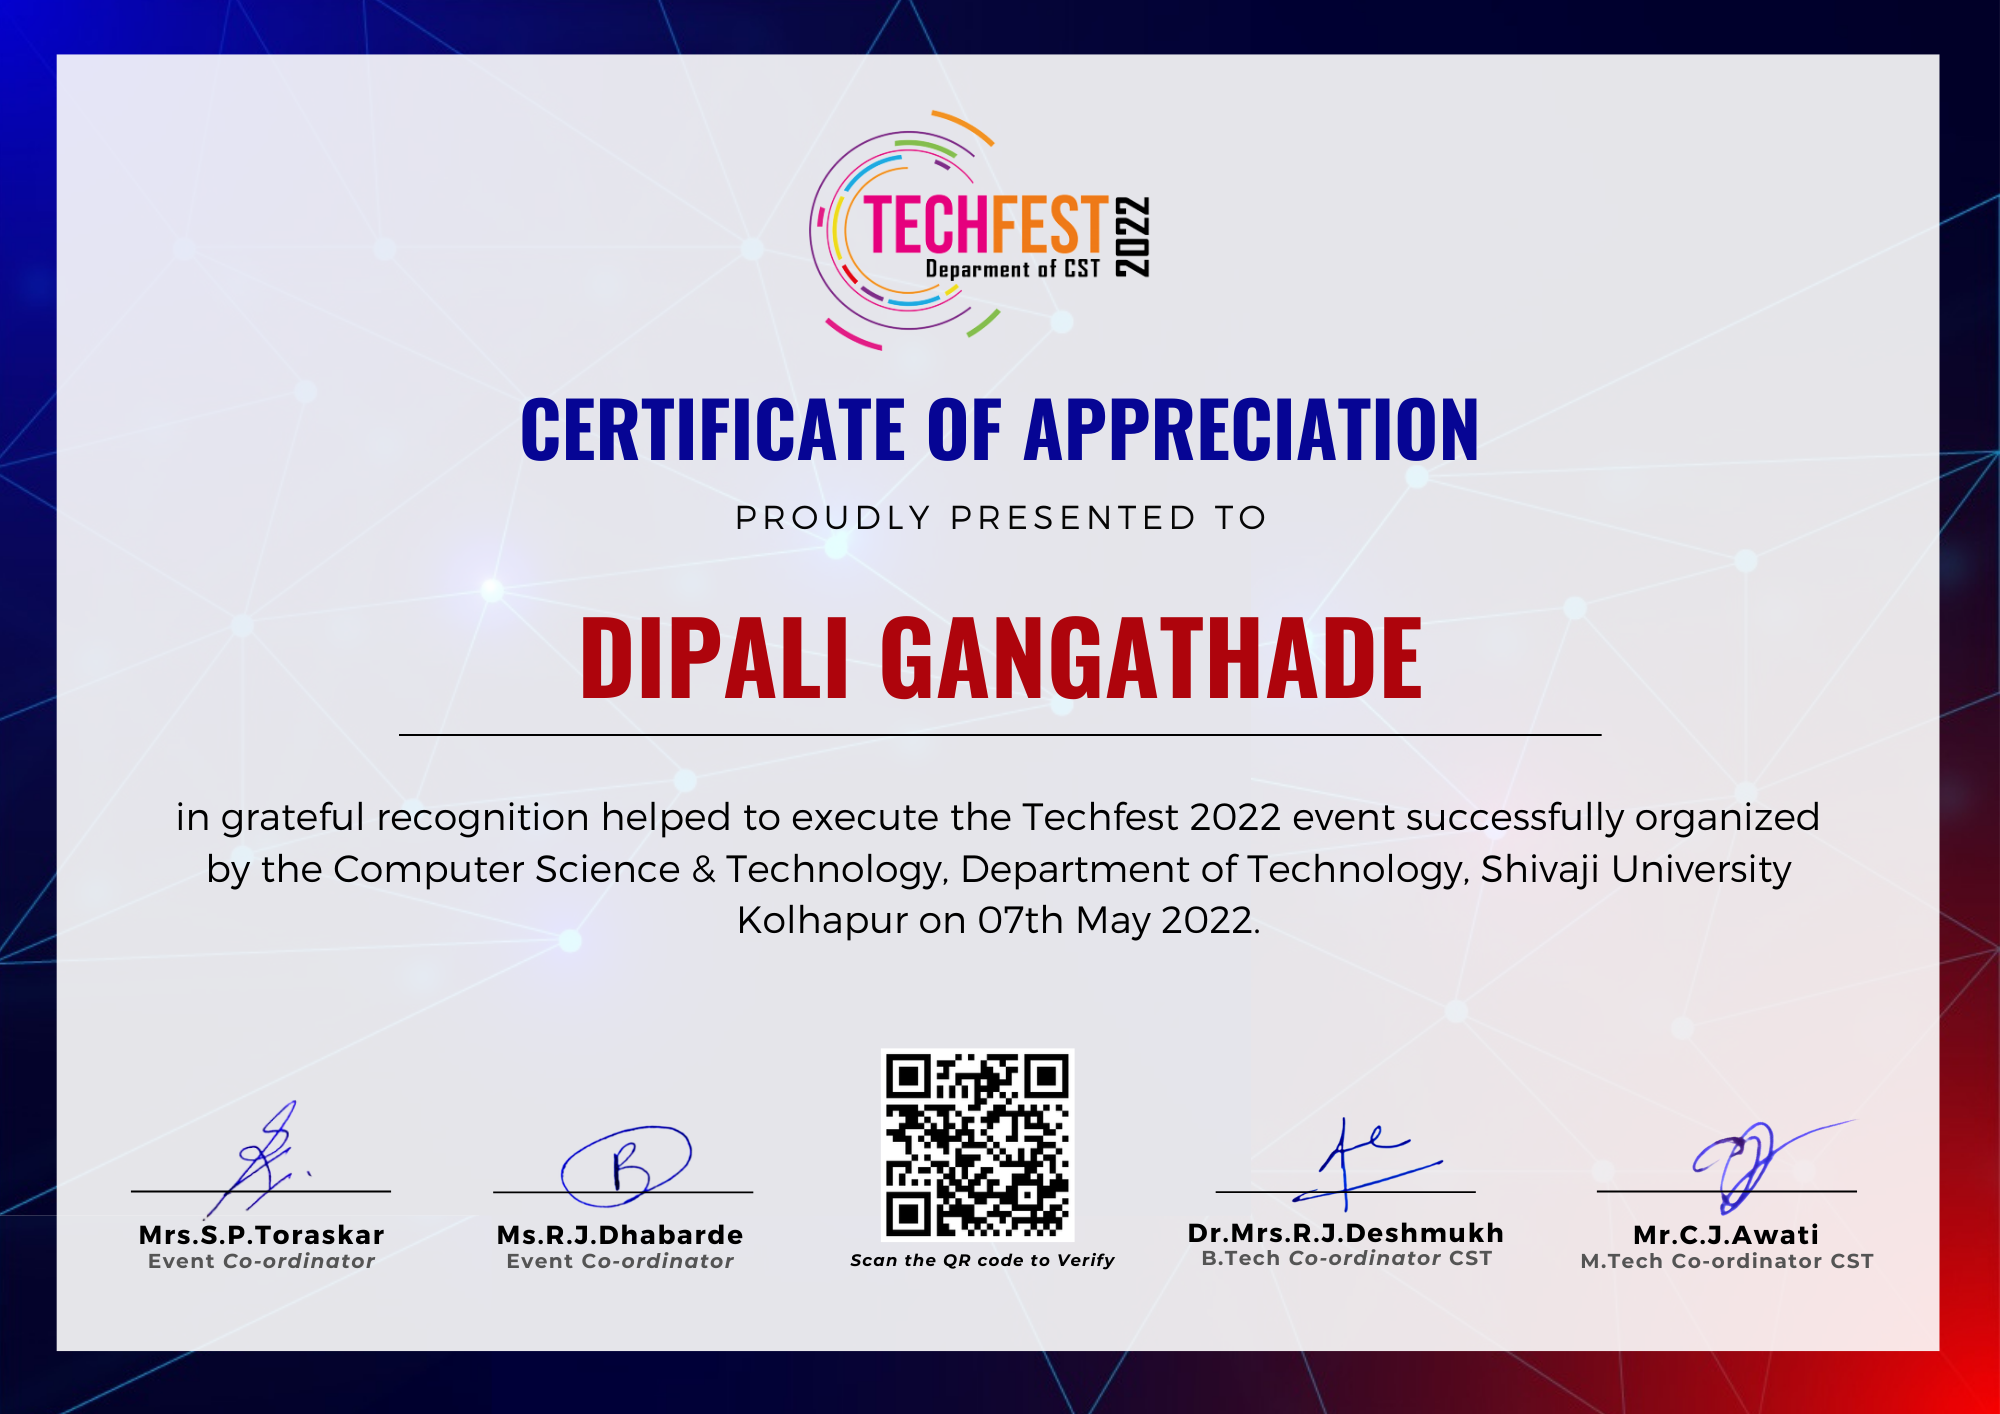 TECHFEST 2022
Deparment of CST
CERTIFICATE OF APPRECIATION
PROUDLY PRESENTED TO
DIPALI GANGATHADE
in grateful recognition helped to execute the Techfest 2022 event successfully organized
by the Computer Science & Technology, Department of Technology, Shivaji University
Kolhapur on 07th May 2022.
B
Mrs.S.P.Toraskar
Event Co-ordinator
Ms.R.J.Dhabarde
Event Co-ordinator
Scan the QR code to Verify
Dr.Mrs.R.J.Deshmukh
B.Tech Co-ordinator CST
Mr.C.J.Awati
M.Tech Co-ordinator CST